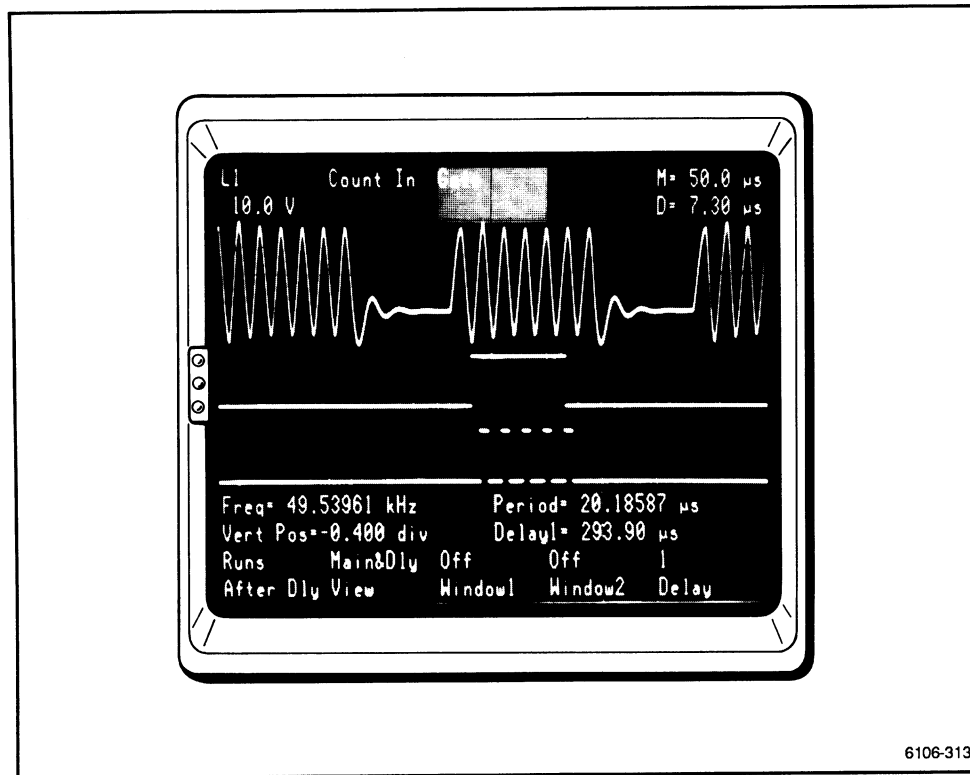 L1 Count In M= 50.0 µs
10.0 V D= 7.30 µs
Freq= 49.53961 kHz Period= 20.18587 µs
Vert Pos=-0.400 div Delay1= 293.90 µs
Runs Main&Dly Off Off 1
After Dly View Window1 Window2 Delay
6106-313